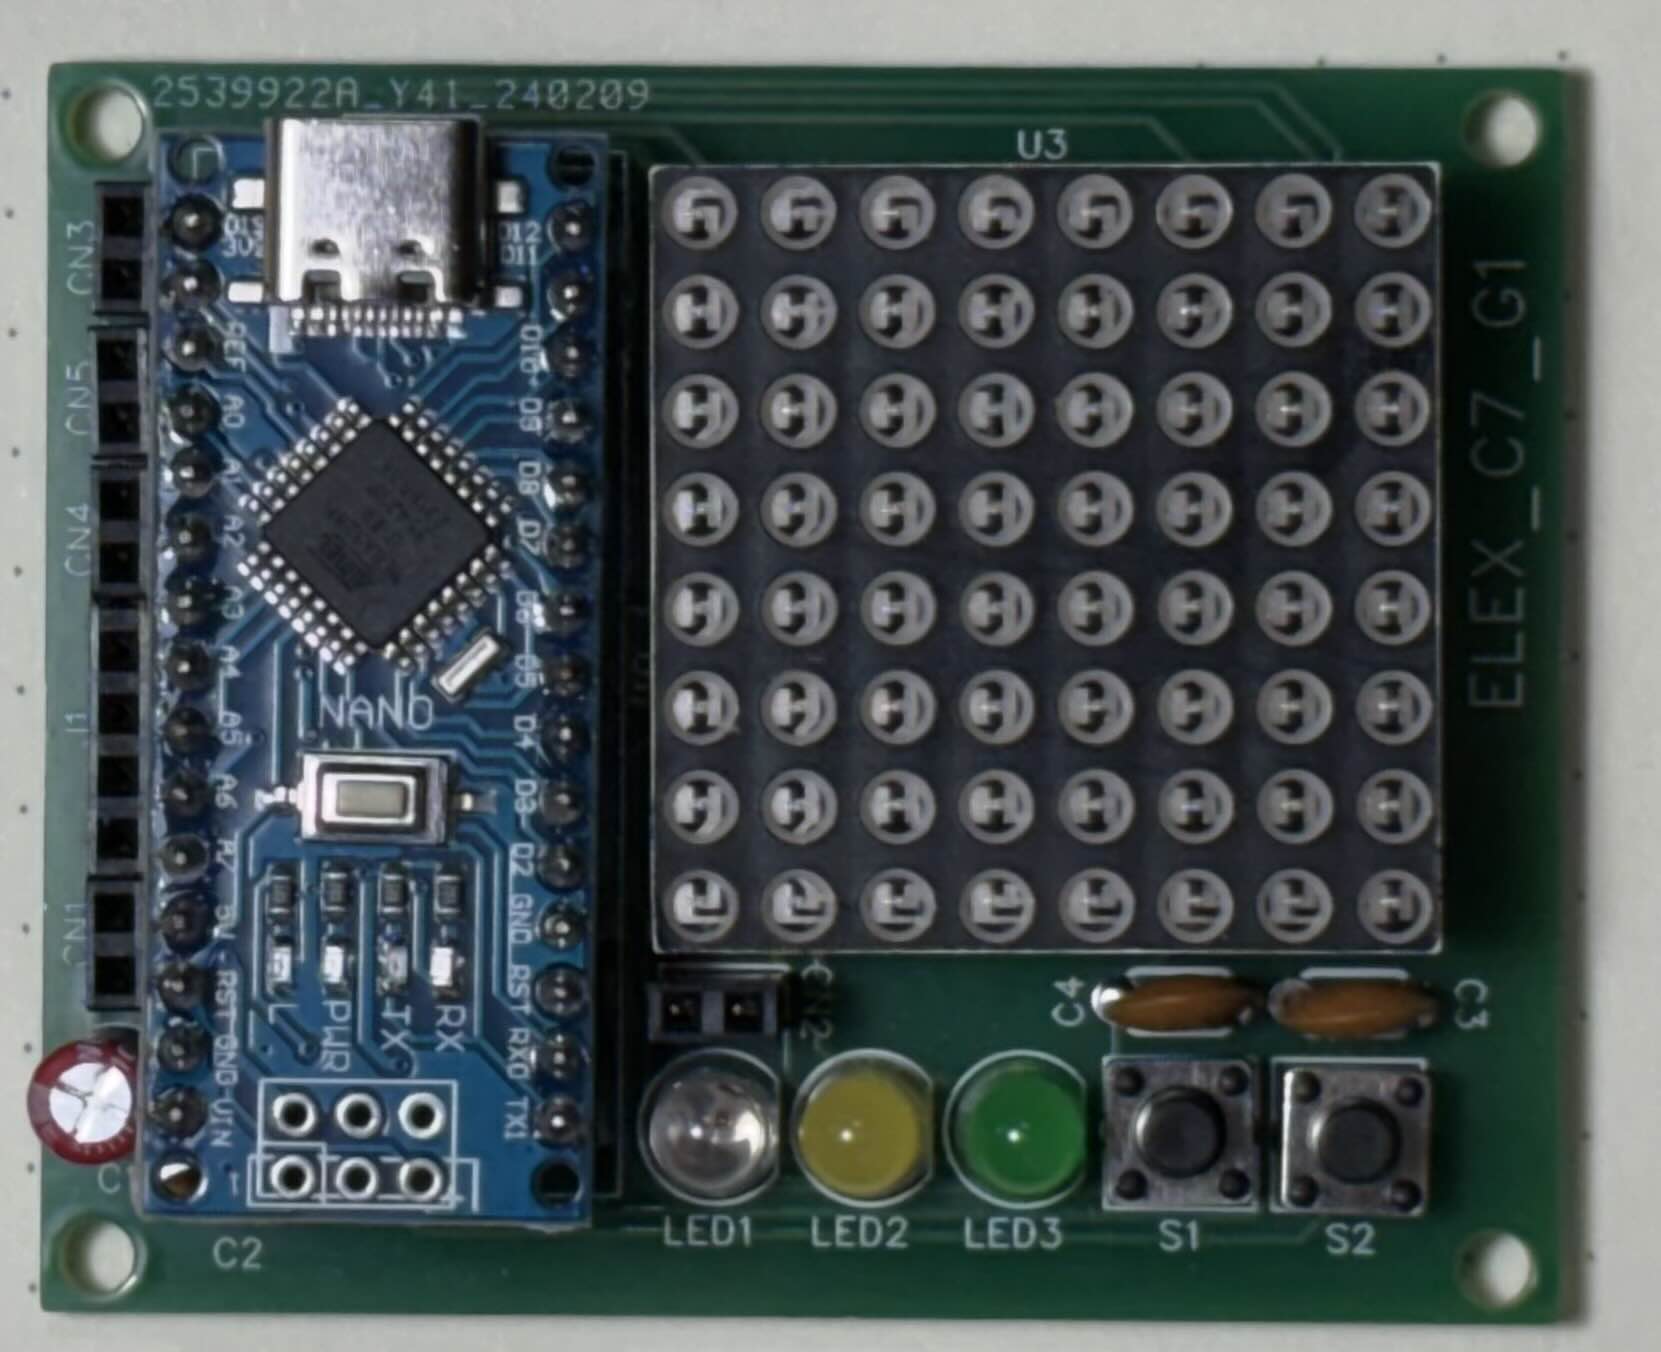 2539922A_Y41_240209
U3
CN3
CN5
CN4
J1
CN1
D12
D11
REF
A0
A1
A2
A3
A4
A5
A6
A7
5V
RST
GND
VIN
D10
D9
D8
D7
D6
D5
D4
D3
D2
GND
RST
RX0
TX1
NANO
L
PWR
TX
RX
1
C2
CN2
C4
C3
LED1
LED2
LED3
S1
S2
ELEX_C7_G1